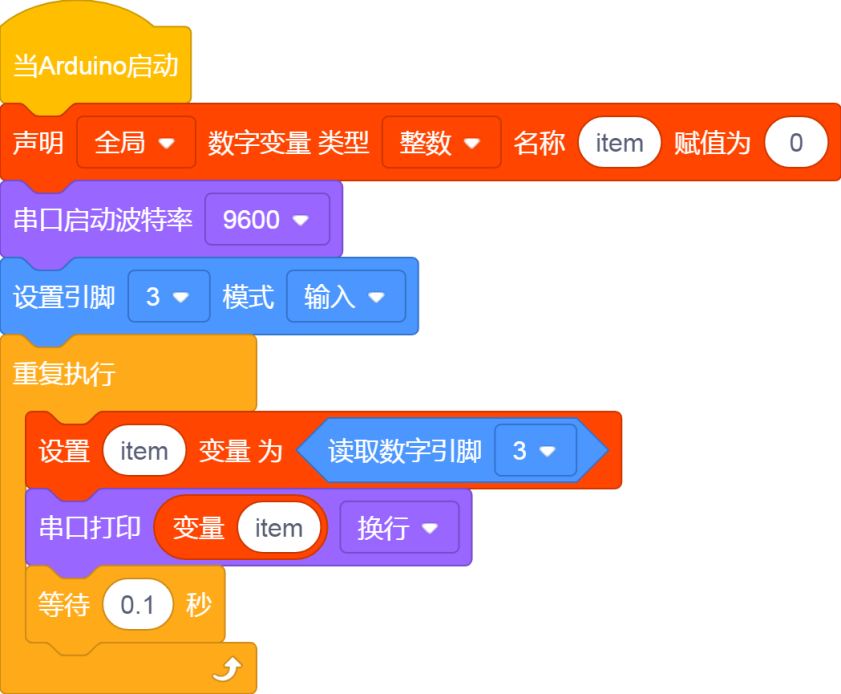 当Arduino启动
声明 全局 数字变量 类型 整数 名称 item 赋值为 0
串口启动波特率 9600
设置引脚 3 模式 输入
重复执行
设置 item 变量 为 读取数字引脚 3
串口打印 变量 item 换行
等待 0.1 秒